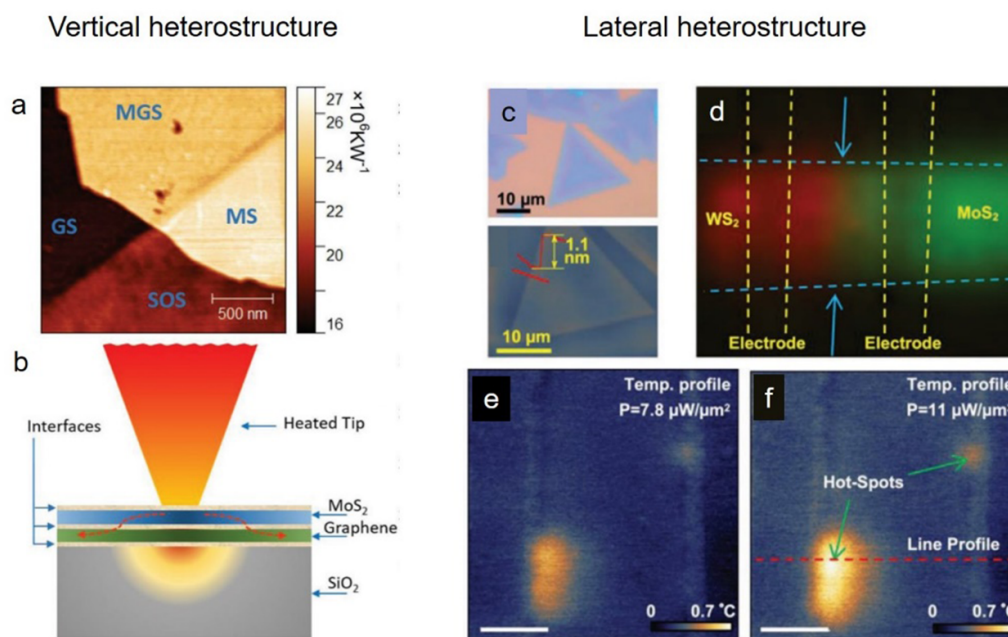 Vertical heterostructure
Lateral heterostructure
a
MGS
GS
MS
SOS
500 nm
×10⁶KW⁻¹
27
26
24
22
20
18
16
b
Interfaces
Heated Tip
MoS₂
Graphene
SiO₂
c
10 µm
1.1
nm
10 µm
d
WS₂
MoS₂
Electrode
Electrode
e
Temp. profile
P=7.8 µW/µm²
0
0.7 °C
f
Temp. profile
P=11 µW/µm²
Hot-Spots
Line Profile
0
0.7 °C